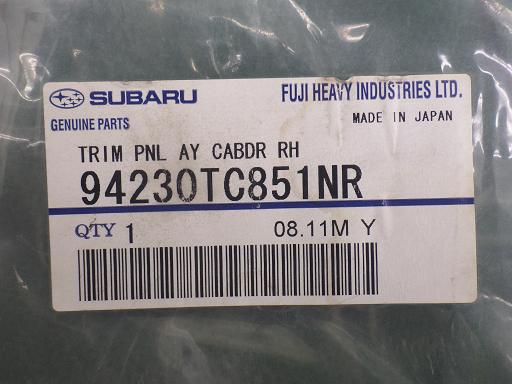 SUBARU
FUJI HEAVY INDUSTRIES LTD.
GENUINE PARTS
MADE IN JAPAN
TRIM PNL AY CABDR RH
94230TC851NR
QTY 1
08.11M Y